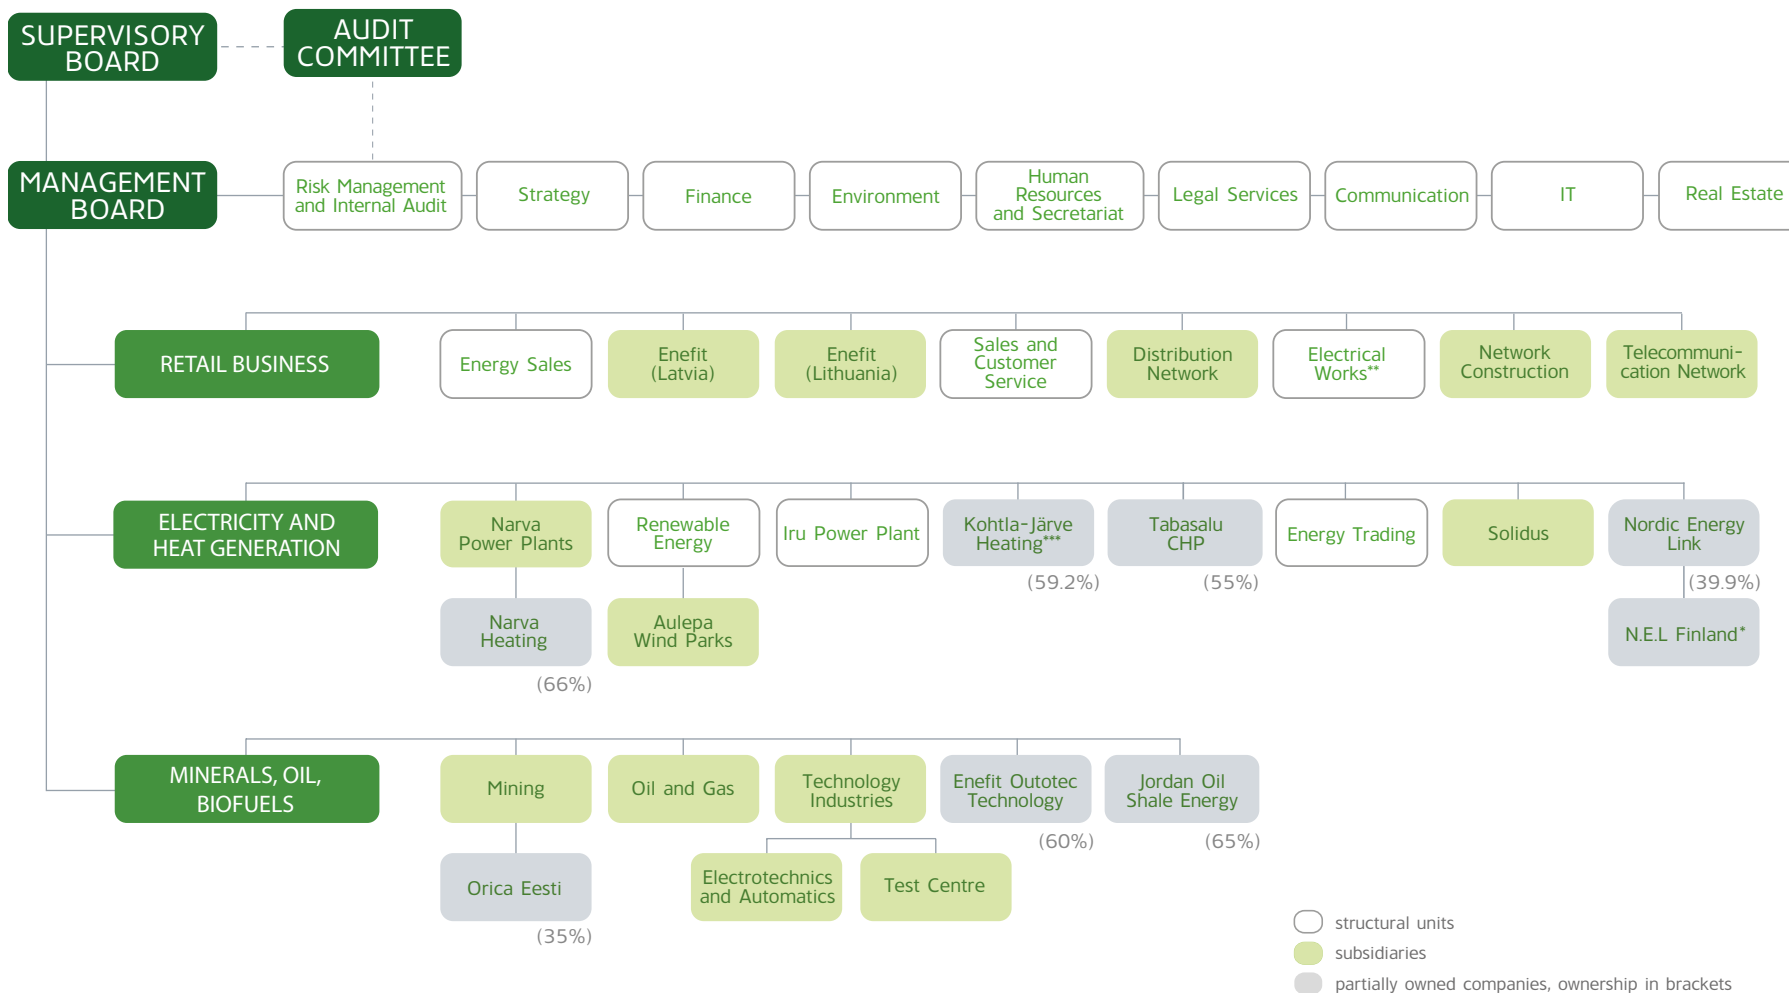 SUPERVISORY
BOARD
AUDIT
COMMITTEE
MANAGEMENT
BOARD
Risk Management
and Internal Audit
Strategy
Finance
Environment
Human
Resources
and Secretariat
Legal Services
Communication
IT
Real Estate
RETAIL BUSINESS
Energy Sales
Enefit
(Latvia)
Enefit
(Lithuania)
Sales and
Customer
Service
Distribution
Network
Electrical
Works**
Network
Construction
Telecommuni-
cation Network
ELECTRICITY AND
HEAT GENERATION
Narva
Power Plants
Renewable
Energy
Iru Power Plant
Kohtla-Järve
Heating***
(59.2%)
Tabasalu
CHP
(55%)
Energy Trading
Solidus
Nordic Energy
Link
(39.9%)
Narva
Heating
(66%)
Aulepa
Wind Parks
N.E.L Finland*
MINERALS, OIL,
BIOFUELS
Mining
Oil and Gas
Technology
Industries
Enefit Outotec
Technology
(60%)
Jordan Oil
Shale Energy
(65%)
Orica Eesti
(35%)
Electrotechnics
and Automatics
Test Centre
structural units
subsidiaries
partially owned companies, ownership in brackets